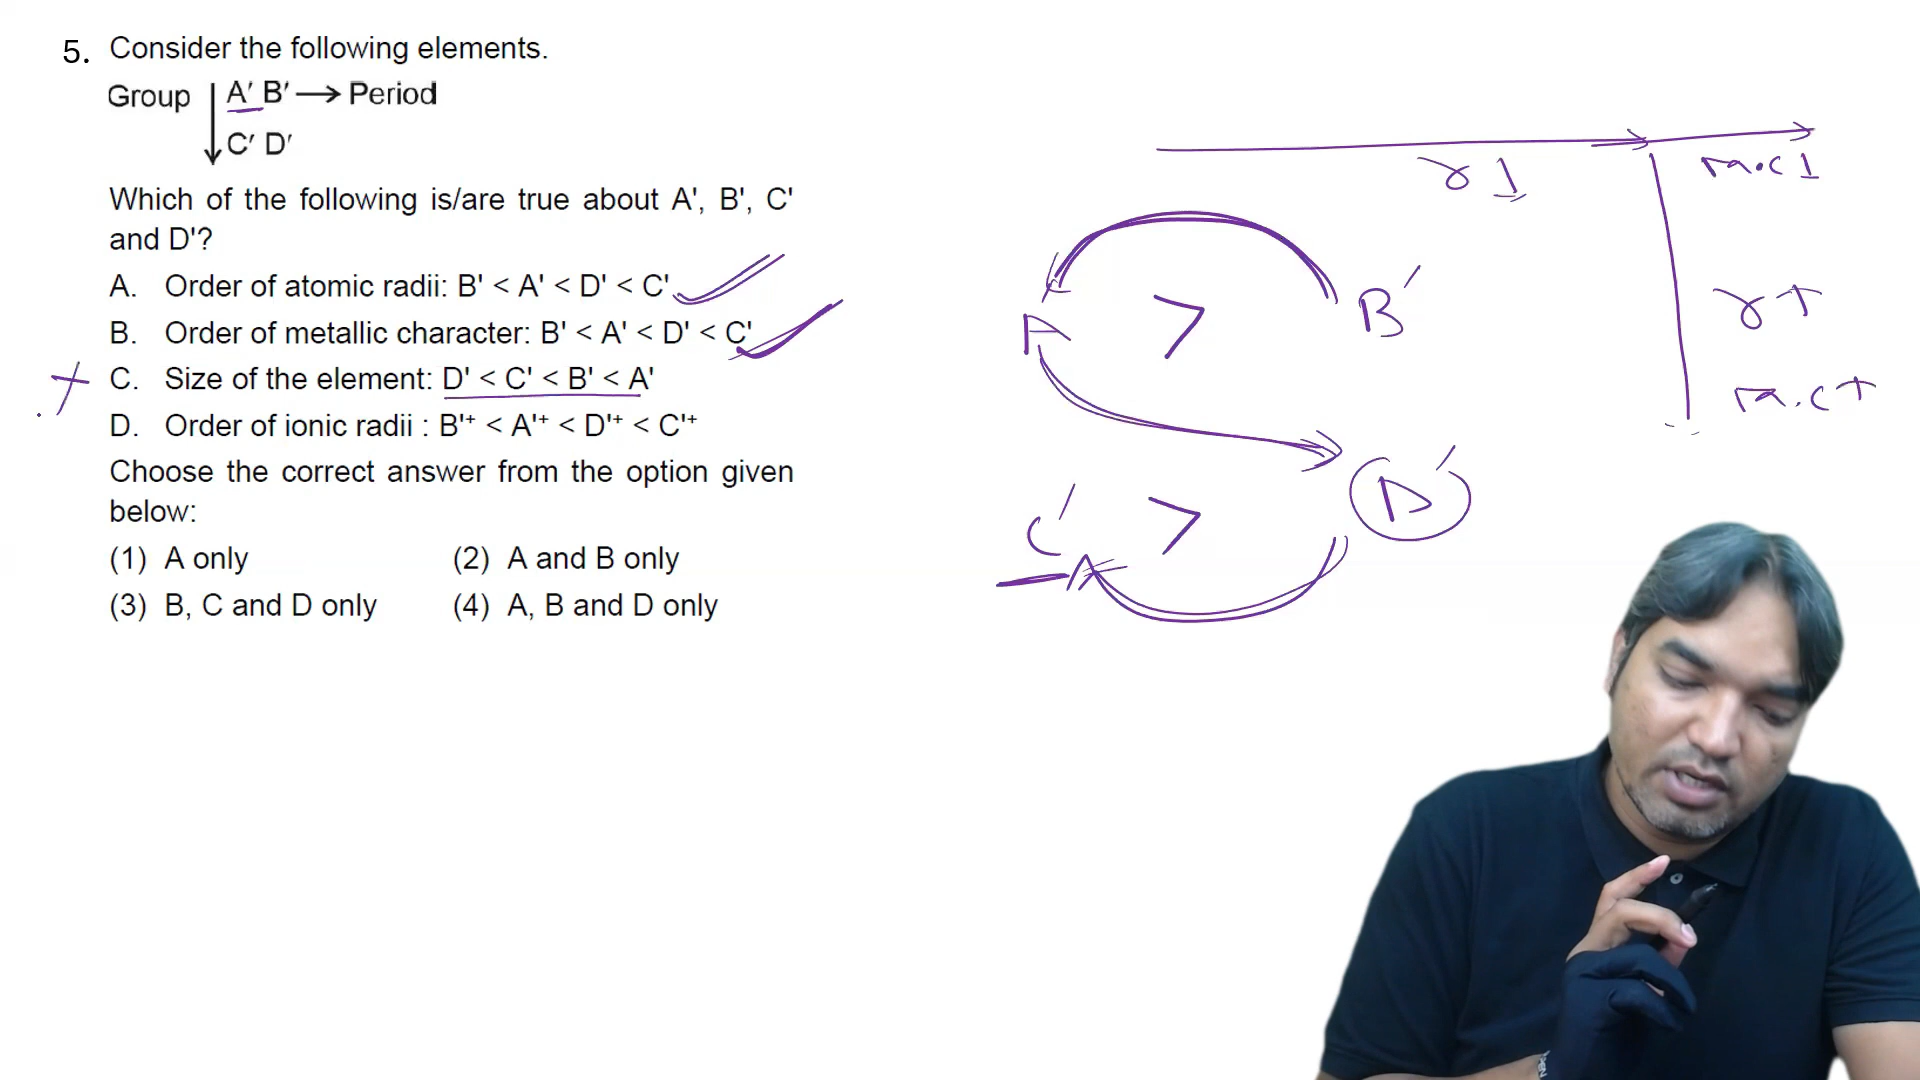 5. Consider the following elements.
Group A' B' → Period
C' D'
Which of the following is/are true about A', B', C'
and D'?
A. Order of atomic radii: B' < A' < D' < C'
B. Order of metallic character: B' < A' < D' < C'
C. Size of the element: D' < C' < B' < A'
D. Order of ionic radii : B'⁺ < A'⁺ < D'⁺ < C'⁺
Choose the correct answer from the option given
below:
(1) A only (2) A and B only
(3) B, C and D only (4) A, B and D only
A > B'
C' > D'